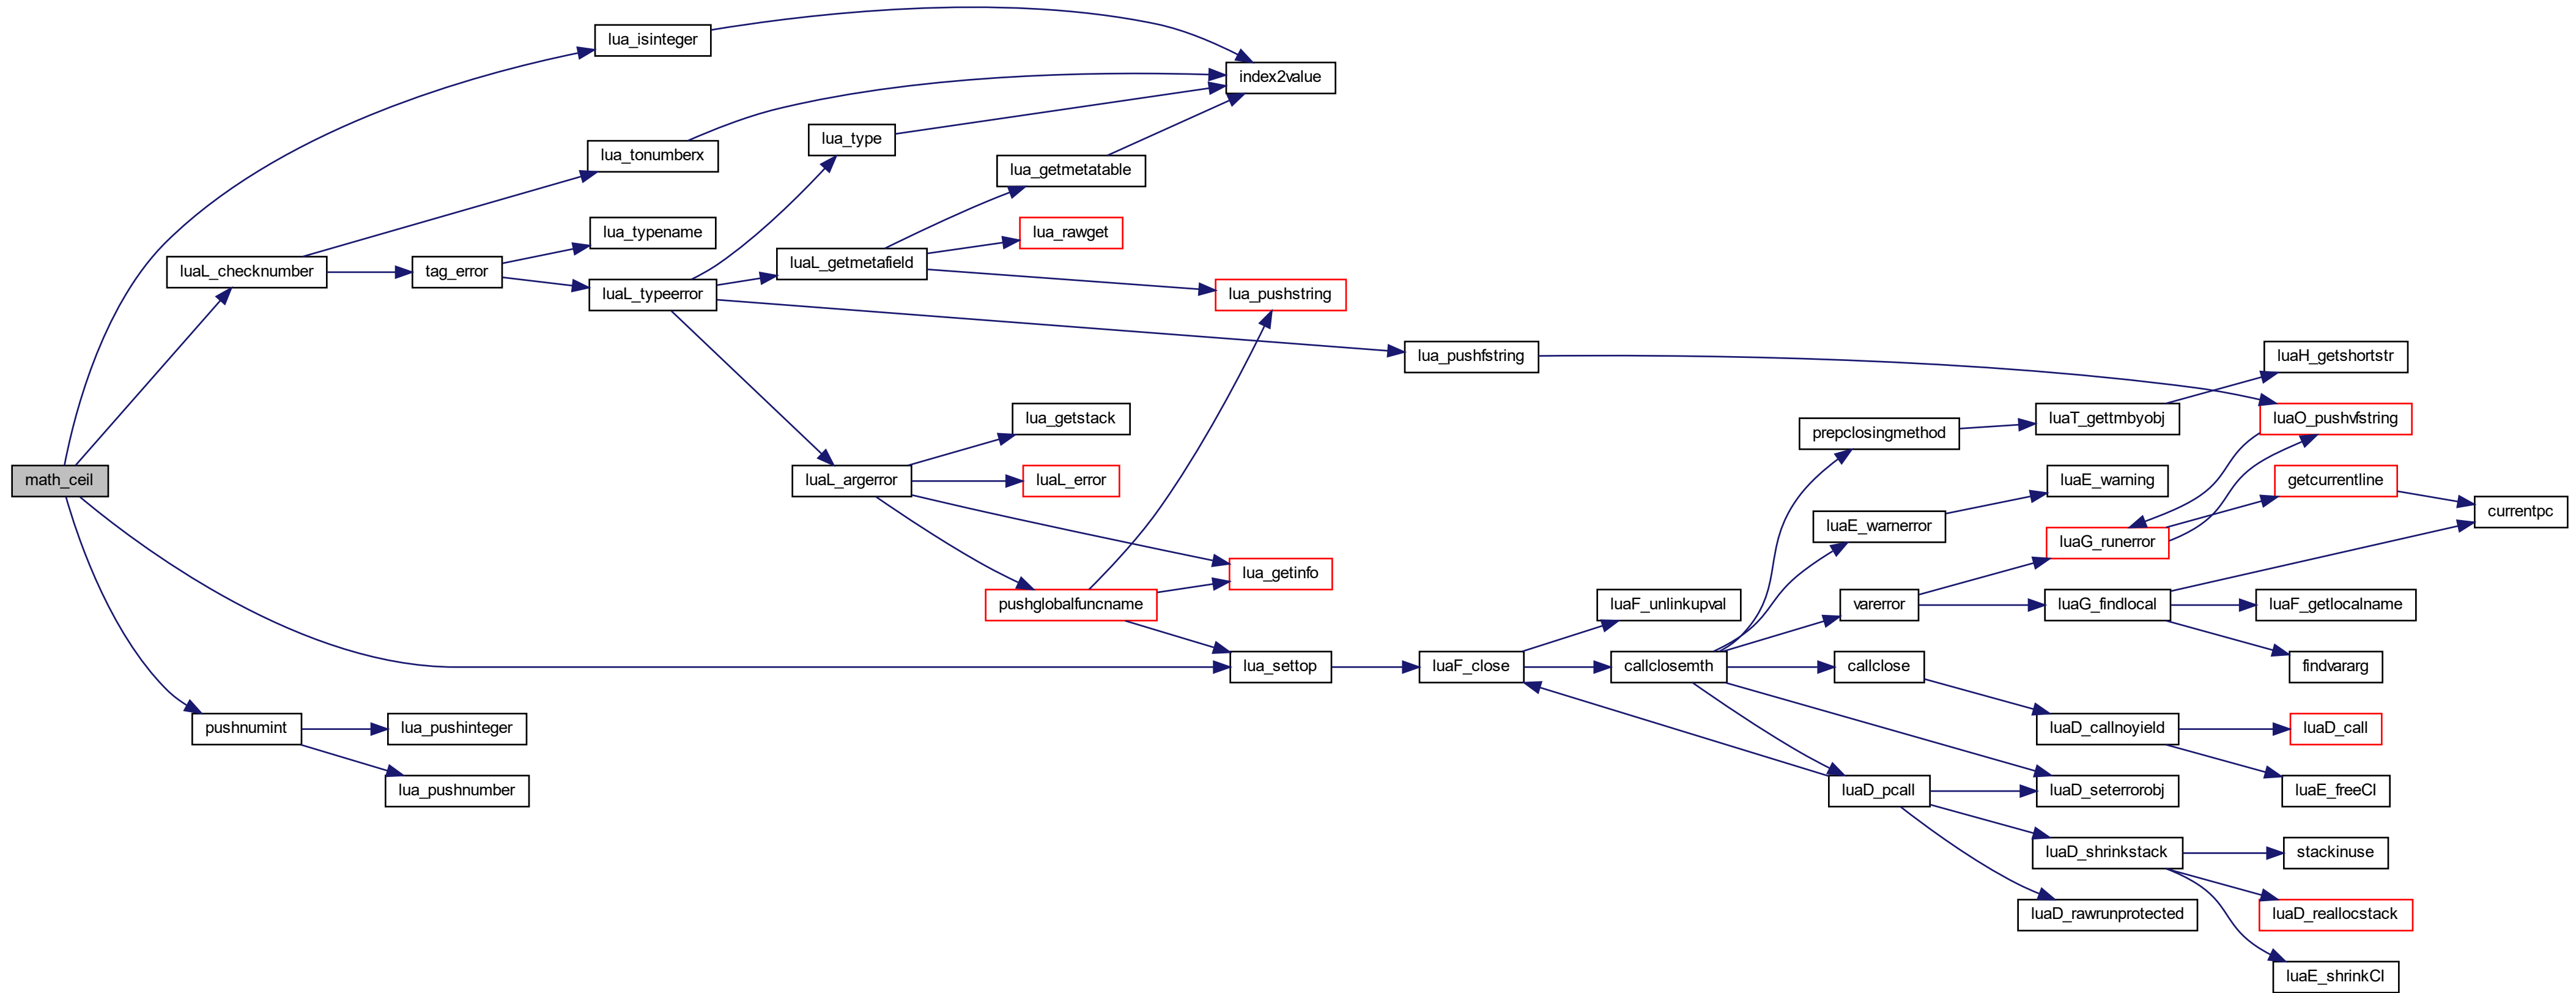 lua_isinteger
index2value
lua_type
lua_tonumberx
lua_getmetatable
lua_typename
lua_rawget
luaL_checknumber
tag_error
luaL_getmetafield
luaL_typeerror
lua_pushstring
lua_pushfstring
luaH_getshortstr
lua_getstack
luaT_gettmbyobj
luaO_pushvfstring
prepclosingmethod
math_ceil
luaL_argerror
luaL_error
luaE_warning
getcurrentline
currentpc
luaE_warnerror
luaG_runerror
lua_getinfo
pushglobalfuncname
luaF_unlinkupval
varerror
luaG_findlocal
luaF_getlocalname
lua_settop
luaF_close
callclosemth
callclose
findvararg
pushnumint
lua_pushinteger
luaD_callnoyield
luaD_call
lua_pushnumber
luaD_pcall
luaD_seterrorobj
luaE_freeCI
luaD_shrinkstack
stackinuse
luaD_rawrunprotected
luaD_reallocstack
luaE_shrinkCI